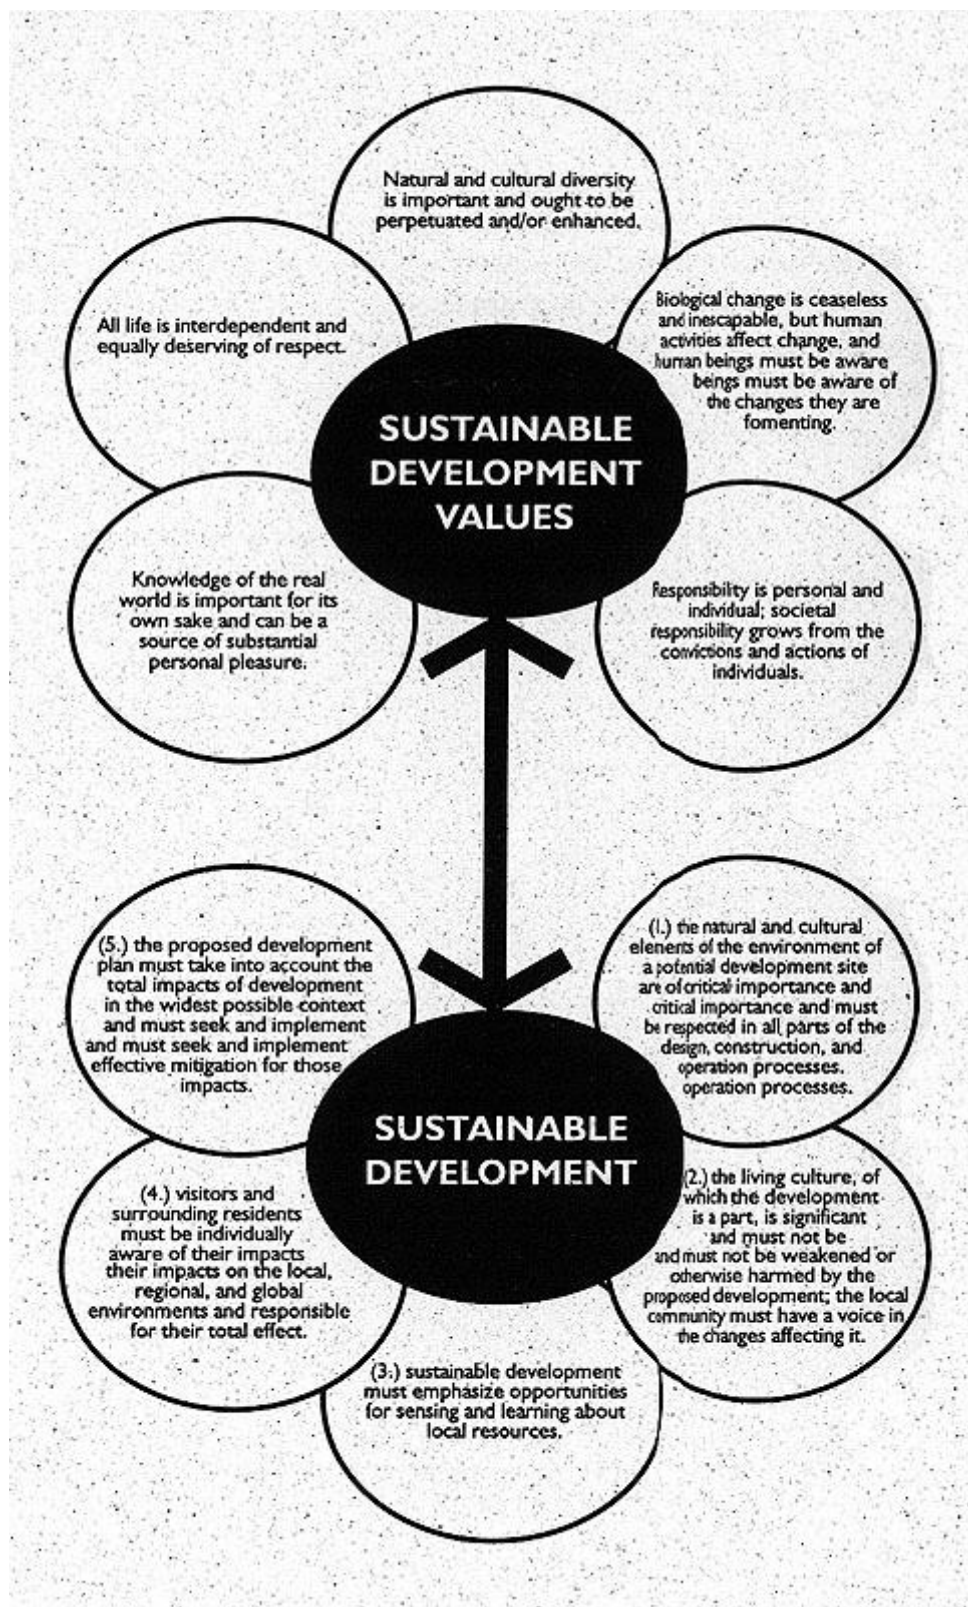 Natural and cultural diversity
is important and ought to be
perpetuated and/or enhanced.
All life is interdependent and
equally deserving of respect.
Biological change is ceaseless
and inescapable, but human
activities affect change, and
human beings must be aware
beings must be aware of
the changes they are
fomenting.
SUSTAINABLE
DEVELOPMENT
VALUES
Knowledge of the real
world is important for its
own sake and can be a
source of substantial
personal pleasure.
Responsibility is personal and
individual; societal
responsibility grows from the
convictions and actions of
individuals.
(5.) the proposed development
plan must take into account the
total impacts of development
in the widest possible context
and must seek and implement
and must seek and implement
effective mitigation for those
impacts.
(1.) the natural and cultural
elements of the environment of
a potential development site
are of critical importance and
critical importance and must
be respected in all parts of the
design, construction, and
operation processes.
operation processes.
SUSTAINABLE
DEVELOPMENT
(4.) visitors and
surrounding residents
must be individually
aware of their impacts
their impacts on the local,
regional, and global
environments and responsible
for their total effect.
(2.) the living culture, of
which the development
is a part, is significant
and must not be
and must not be weakened or
otherwise harmed by the
proposed development; the local
community must have a voice in
the changes affecting it.
(3.) sustainable development
must emphasize opportunities
for sensing and learning about
local resources.